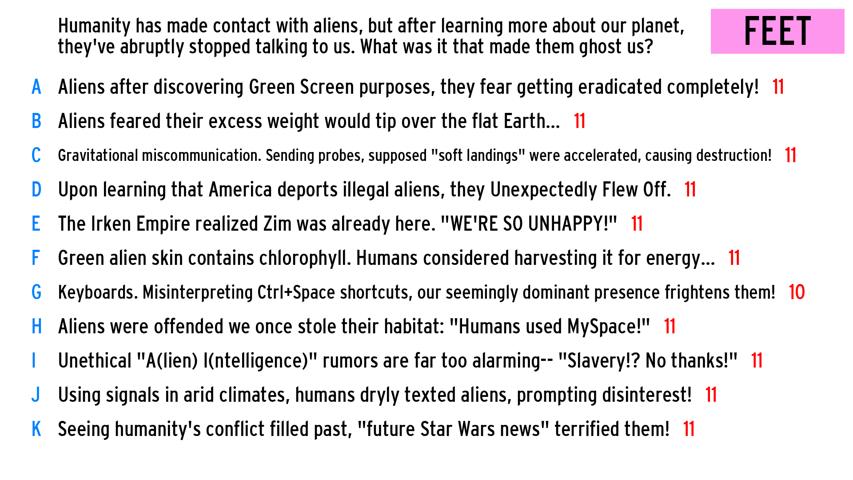 Humanity has made contact with aliens, but after learning more about our planet,
they've abruptly stopped talking to us. What was it that made them ghost us?
FEET
A Aliens after discovering Green Screen purposes, they fear getting eradicated completely! 11
B Aliens feared their excess weight would tip over the flat Earth... 11
C Gravitational miscommunication. Sending probes, supposed "soft landings" were accelerated, causing destruction! 11
D Upon learning that America deports illegal aliens, they Unexpectedly Flew Off. 11
E The Irken Empire realized Zim was already here. "WE'RE SO UNHAPPY!" 11
F Green alien skin contains chlorophyll. Humans considered harvesting it for energy... 11
G Keyboards. Misinterpreting Ctrl+Space shortcuts, our seemingly dominant presence frightens them! 10
H Aliens were offended we once stole their habitat: "Humans used MySpace!" 11
I Unethical "A(lien) I(ntelligence)" rumors are far too alarming-- "Slavery!? No thanks!" 11
J Using signals in arid climates, humans dryly texted aliens, prompting disinterest! 11
K Seeing humanity's conflict filled past, "future Star Wars news" terrified them! 11